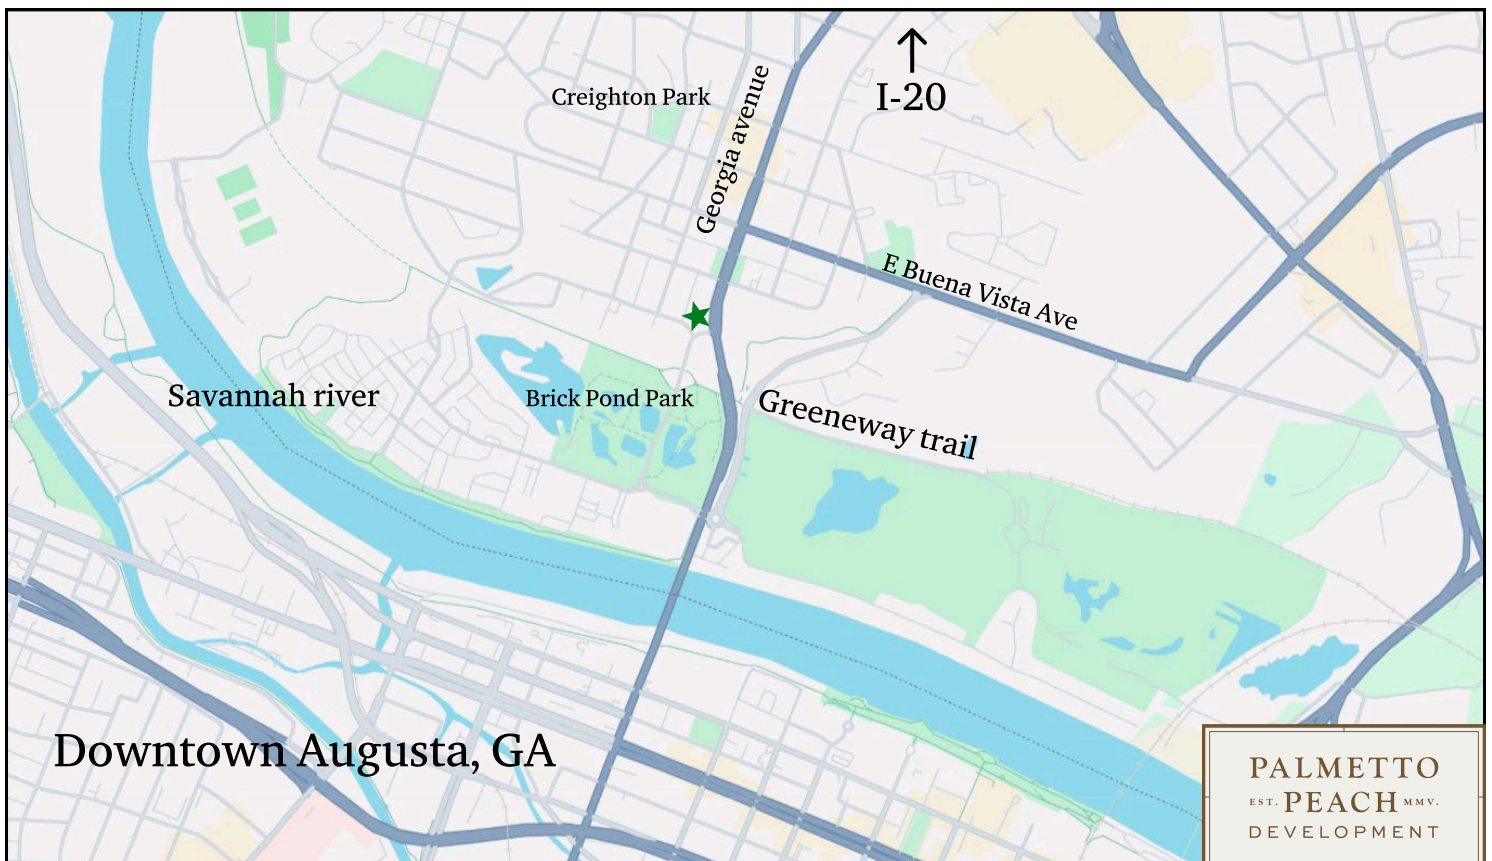 I-20
Creighton Park
Georgia avenue
E Buena Vista Ave
Savannah river
Brick Pond Park
Greeneway trail
Downtown Augusta, GA
PALMETTO
EST. PEACH MMV.
DEVELOPMENT